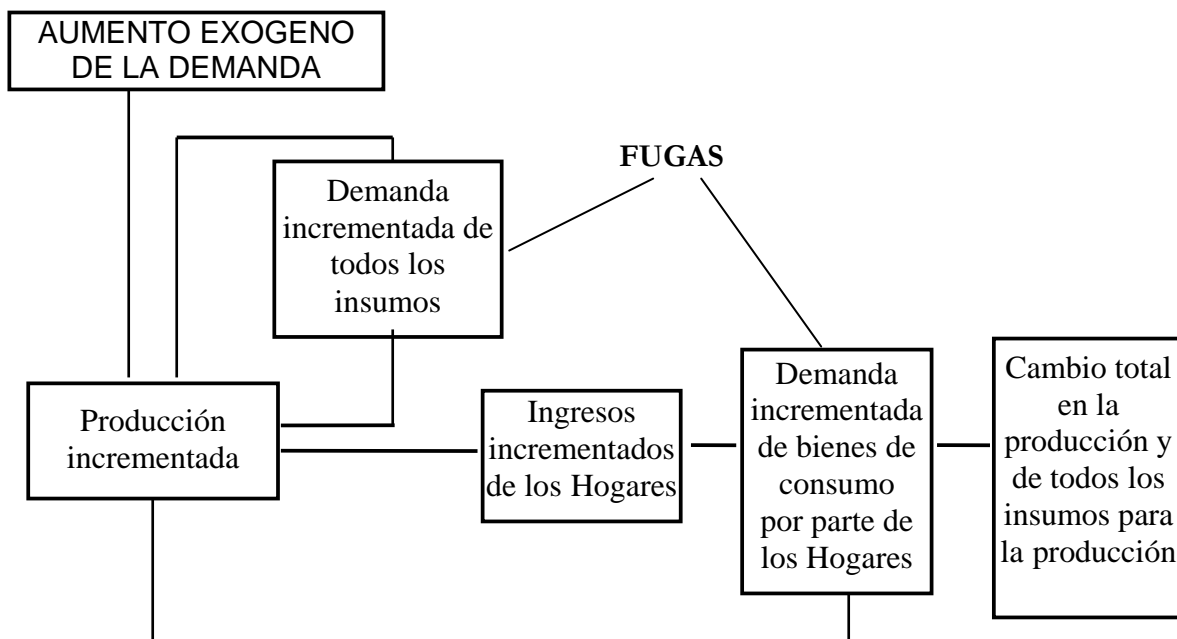 AUMENTO EXOGENO
DE LA DEMANDA
FUGAS
Demanda
incrementada de
todos los
insumos
Producción
incrementada
Ingresos
incrementados
de los Hogares
Demanda
incrementada
de bienes de
consumo
por parte de
los Hogares
Cambio total
en la
producción y
de todos los
insumos para
la producción